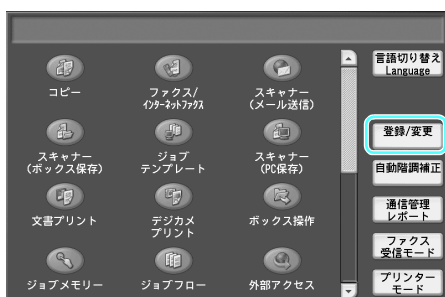 言語切り替え
Language
コピー
ファクス/
インターネットファクス
スキャナー
(メール送信)
登録/変更
スキャナー
(ボックス保存)
ジョブ
テンプレート
スキャナー
(PC保存)
自動階調補正
文書プリント
デジカメ
プリント
ボックス操作
通信管理
レポート
ファクス
受信モード
ジョブメモリー
ジョブフロー
外部アクセス
プリンター
モード